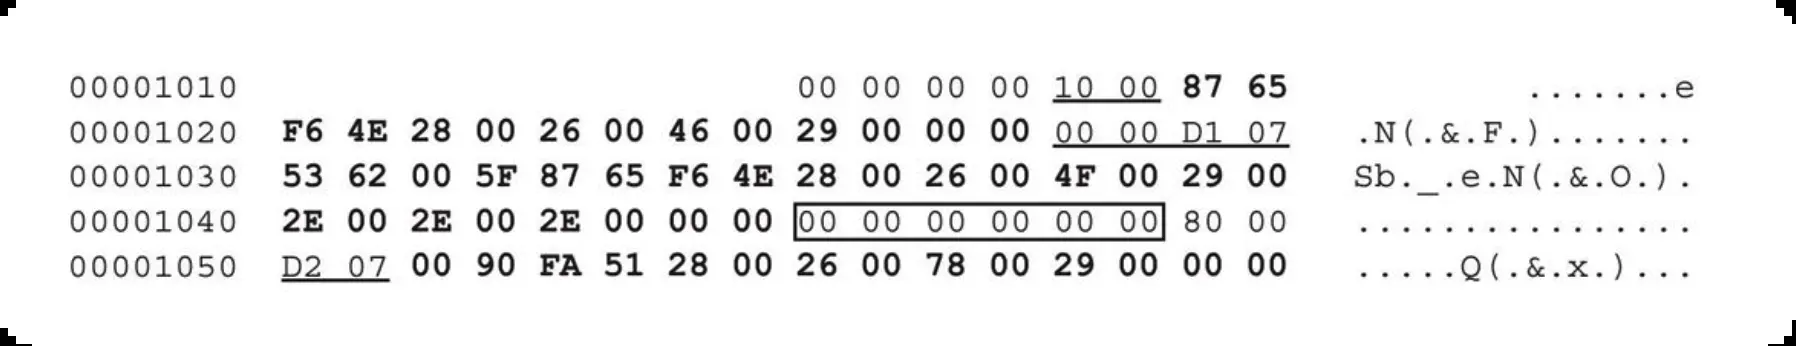 00001010 00 00 00 00 10 00 87 65 .......e
00001020 F6 4E 28 00 26 00 46 00 29 00 00 00 00 00 D1 07 .N(.&.F.).......
00001030 53 62 00 5F 87 65 F6 4E 28 00 26 00 4F 00 29 00 Sb._.e.N(.&.O.).
00001040 2E 00 2E 00 2E 00 00 00 00 00 00 00 00 00 80 00 ................
00001050 D2 07 00 90 FA 51 28 00 26 00 78 00 29 00 00 00 .....Q(.&.x.)...